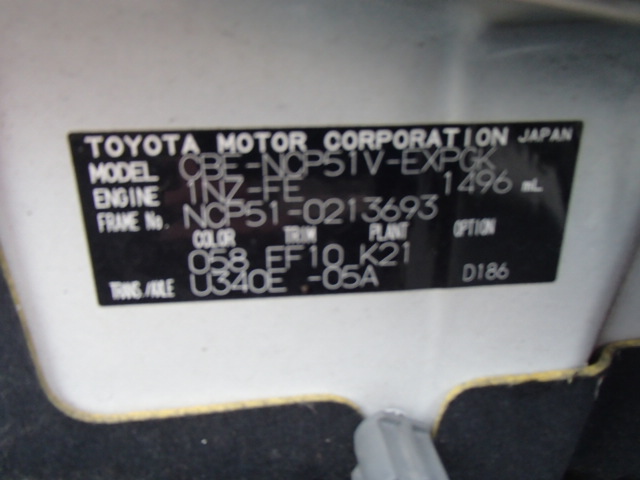 TOYOTA MOTOR CORPORATION JAPAN
MODEL CBE-NCP51V-EXPGK
ENGINE 1NZ-FE 1496 mL
FRAME No. NCP51-0213693
COLOR TRIM PLANT OPTION
058 EF10 K21
TRANS./AXLE U340E -05A D186